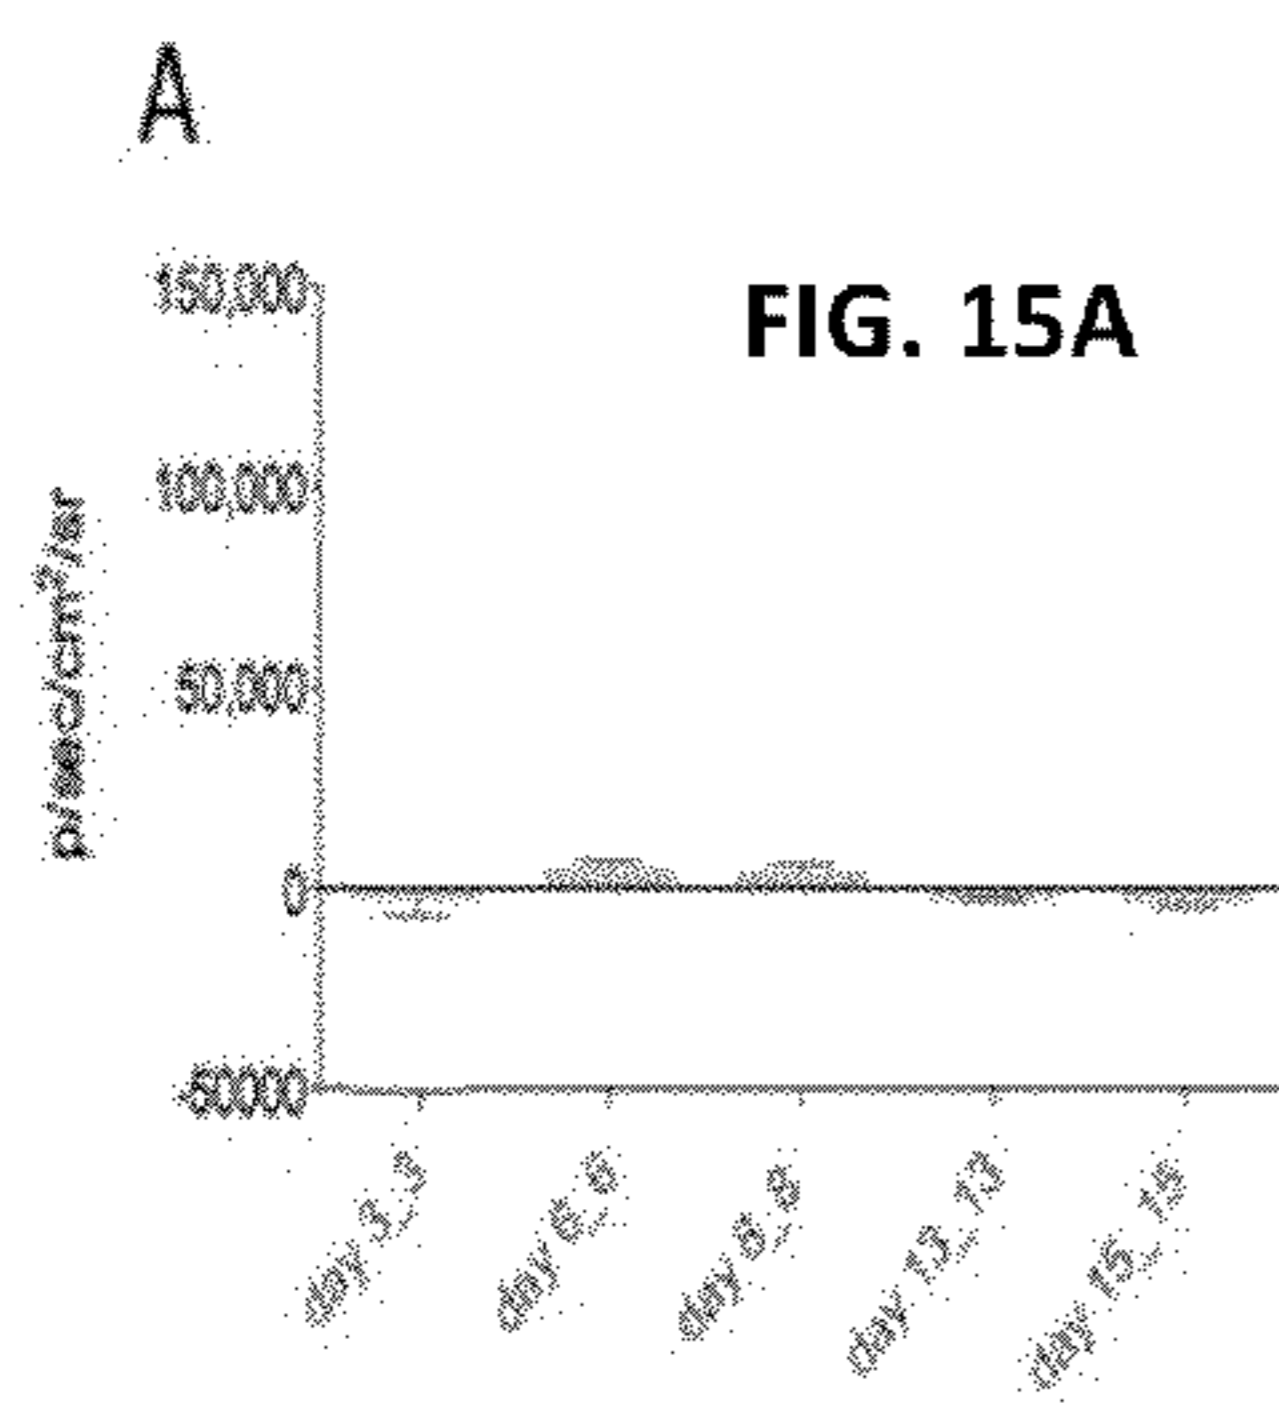 A
FIG. 15A
150,000
100,000
50,000
0
-50000
p/sec/cm²/sr
day 3_3
day 6_6
day 8_8
day 13_13
day 15_15